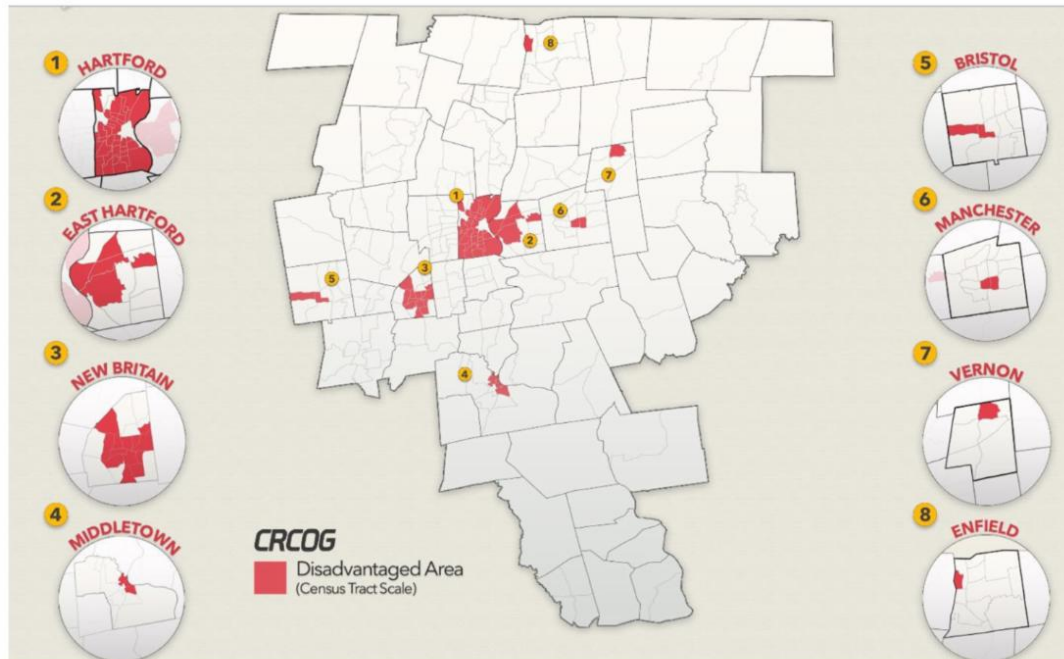 1
HARTFORD
2
EAST HARTFORD
3
NEW BRITAIN
4
MIDDLETOWN
8
7
1
6
2
3
5
4
CRCOG
Disadvantaged Area
(Census Tract Scale)
5
BRISTOL
6
MANCHESTER
7
VERNON
8
ENFIELD